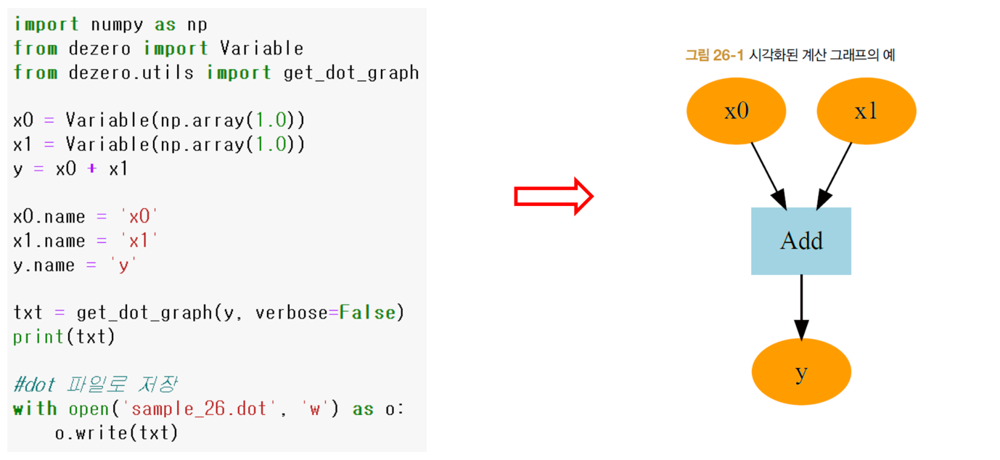 import numpy as np
from dezero import Variable
from dezero.utils import get_dot_graph
x0 = Variable(np.array(1.0))
x1 = Variable(np.array(1.0))
y = x0 + x1
x0.name = 'x0'
x1.name = 'x1'
y.name = 'y'
txt = get_dot_graph(y, verbose=False)
print(txt)
#dot 파일로 저장
with open('sample_26.dot', 'w') as o:
    o.write(txt)
그림 26-1 시각화된 계산 그래프의 예
x0 x1
Add
y